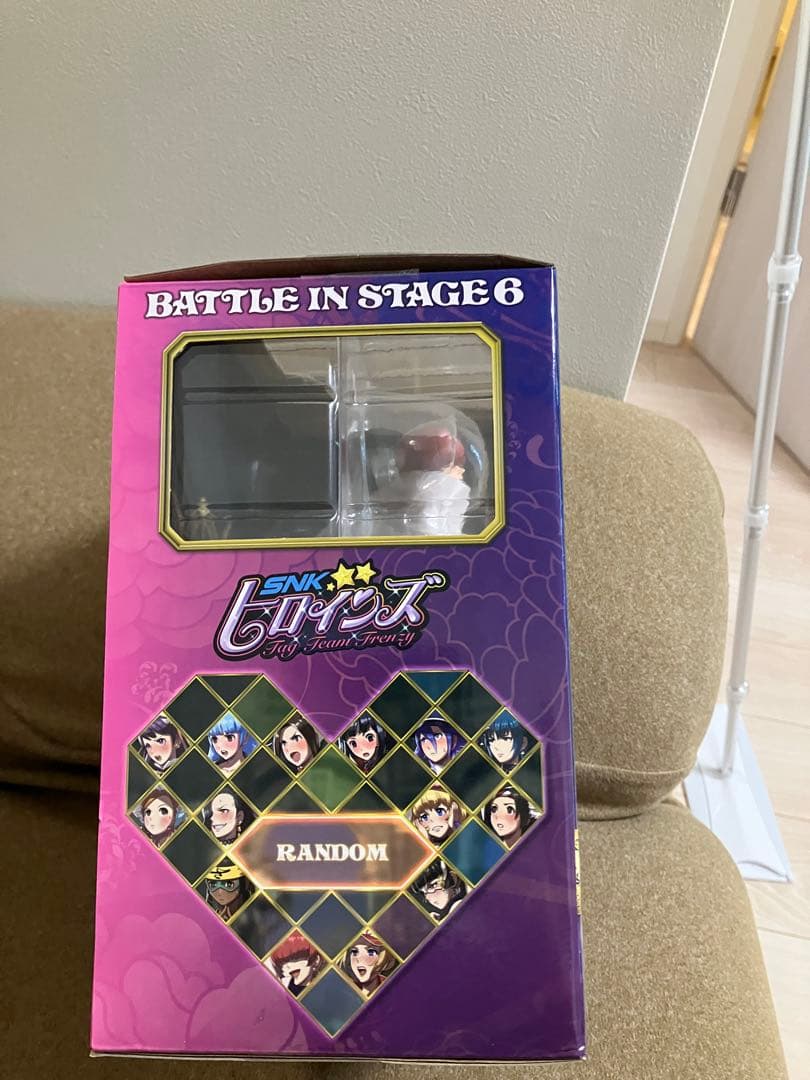 BATTLE IN STAGE 6
SNK
ヒロインズ
Tag Team Frenzy
RANDOM